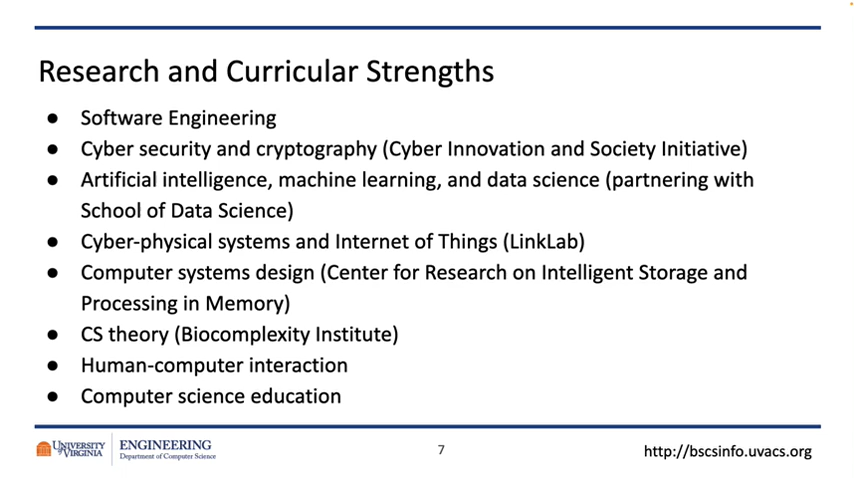 Research and Curricular Strengths
● Software Engineering
● Cyber security and cryptography (Cyber Innovation and Society Initiative)
● Artificial intelligence, machine learning, and data science (partnering with
School of Data Science)
● Cyber-physical systems and Internet of Things (LinkLab)
● Computer systems design (Center for Research on Intelligent Storage and
Processing in Memory)
● CS theory (Biocomplexity Institute)
● Human-computer interaction
● Computer science education
UNIVERSITY
of VIRGINIA
ENGINEERING
Department of Computer Science
7
http://bscsinfo.uvacs.org